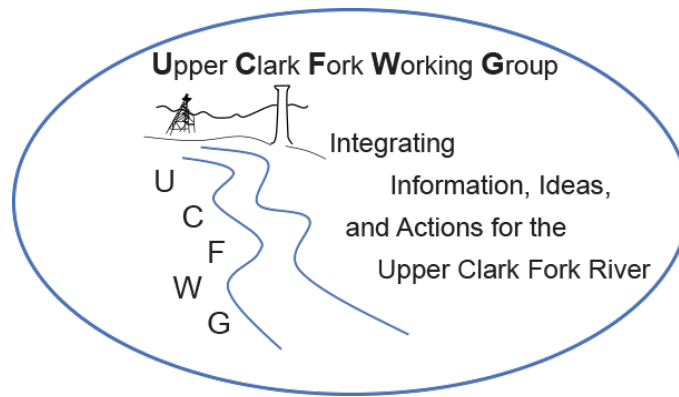 Upper Clark Fork Working Group
Integrating
Information, Ideas,
and Actions for the
Upper Clark Fork River
U
C
F
W
G